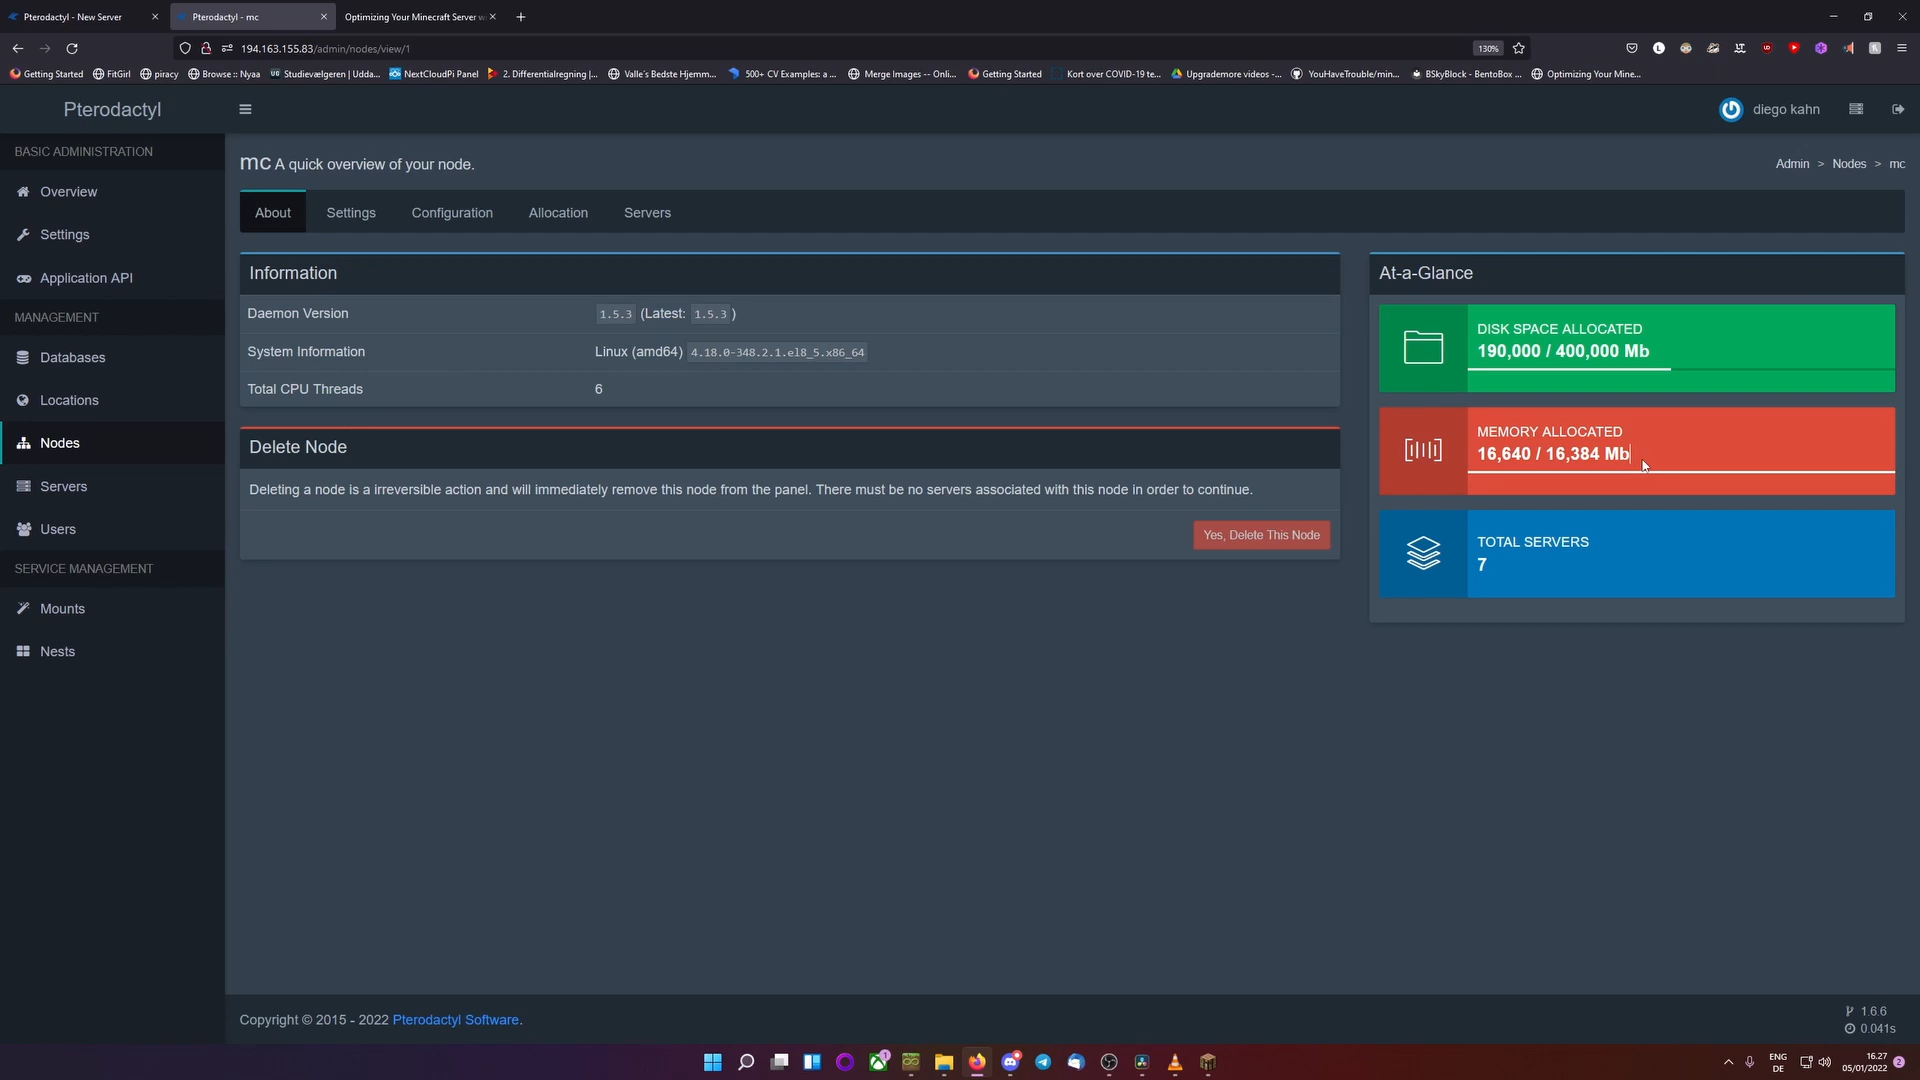 Pterodactyl - New Server
Pterodactyl - mc
Optimizing Your Minecraft Server w
194.163.155.83/admin/nodes/view/1
130%
Getting Started
FitGirl
piracy
Browse :: Nyaa
Studievælgeren | Udda...
NextCloudPi Panel
2. Differentialregning |...
Valle's Bedste Hjemm...
500+ CV Examples: a ...
Merge Images -- Onli...
Getting Started
Kort over COVID-19 te...
Upgrademore videos -...
YouHaveTrouble/min...
BSkyBlock - BentoBox ...
Optimizing Your Mine...
Pterodactyl
diego kahn
BASIC ADMINISTRATION
Overview
Settings
Application API
MANAGEMENT
Databases
Locations
Nodes
Servers
Users
SERVICE MANAGEMENT
Mounts
Nests
mc A quick overview of your node.
Admin > Nodes > mc
About
Settings
Configuration
Allocation
Servers
Information
Daemon Version
1.5.3 (Latest: 1.5.3 )
System Information
Linux (amd64) 4.18.0-348.2.1.el8_5.x86_64
Total CPU Threads
6
Delete Node
Deleting a node is a irreversible action and will immediately remove this node from the panel. There must be no servers associated with this node in order to continue.
Yes, Delete This Node
At-a-Glance
DISK SPACE ALLOCATED
190,000 / 400,000 Mb
MEMORY ALLOCATED
16,640 / 16,384 Mb
TOTAL SERVERS
7
Copyright © 2015 - 2022 Pterodactyl Software.
1.6.6
0.041s
ENG
DE
16.27
05/01/2022
2